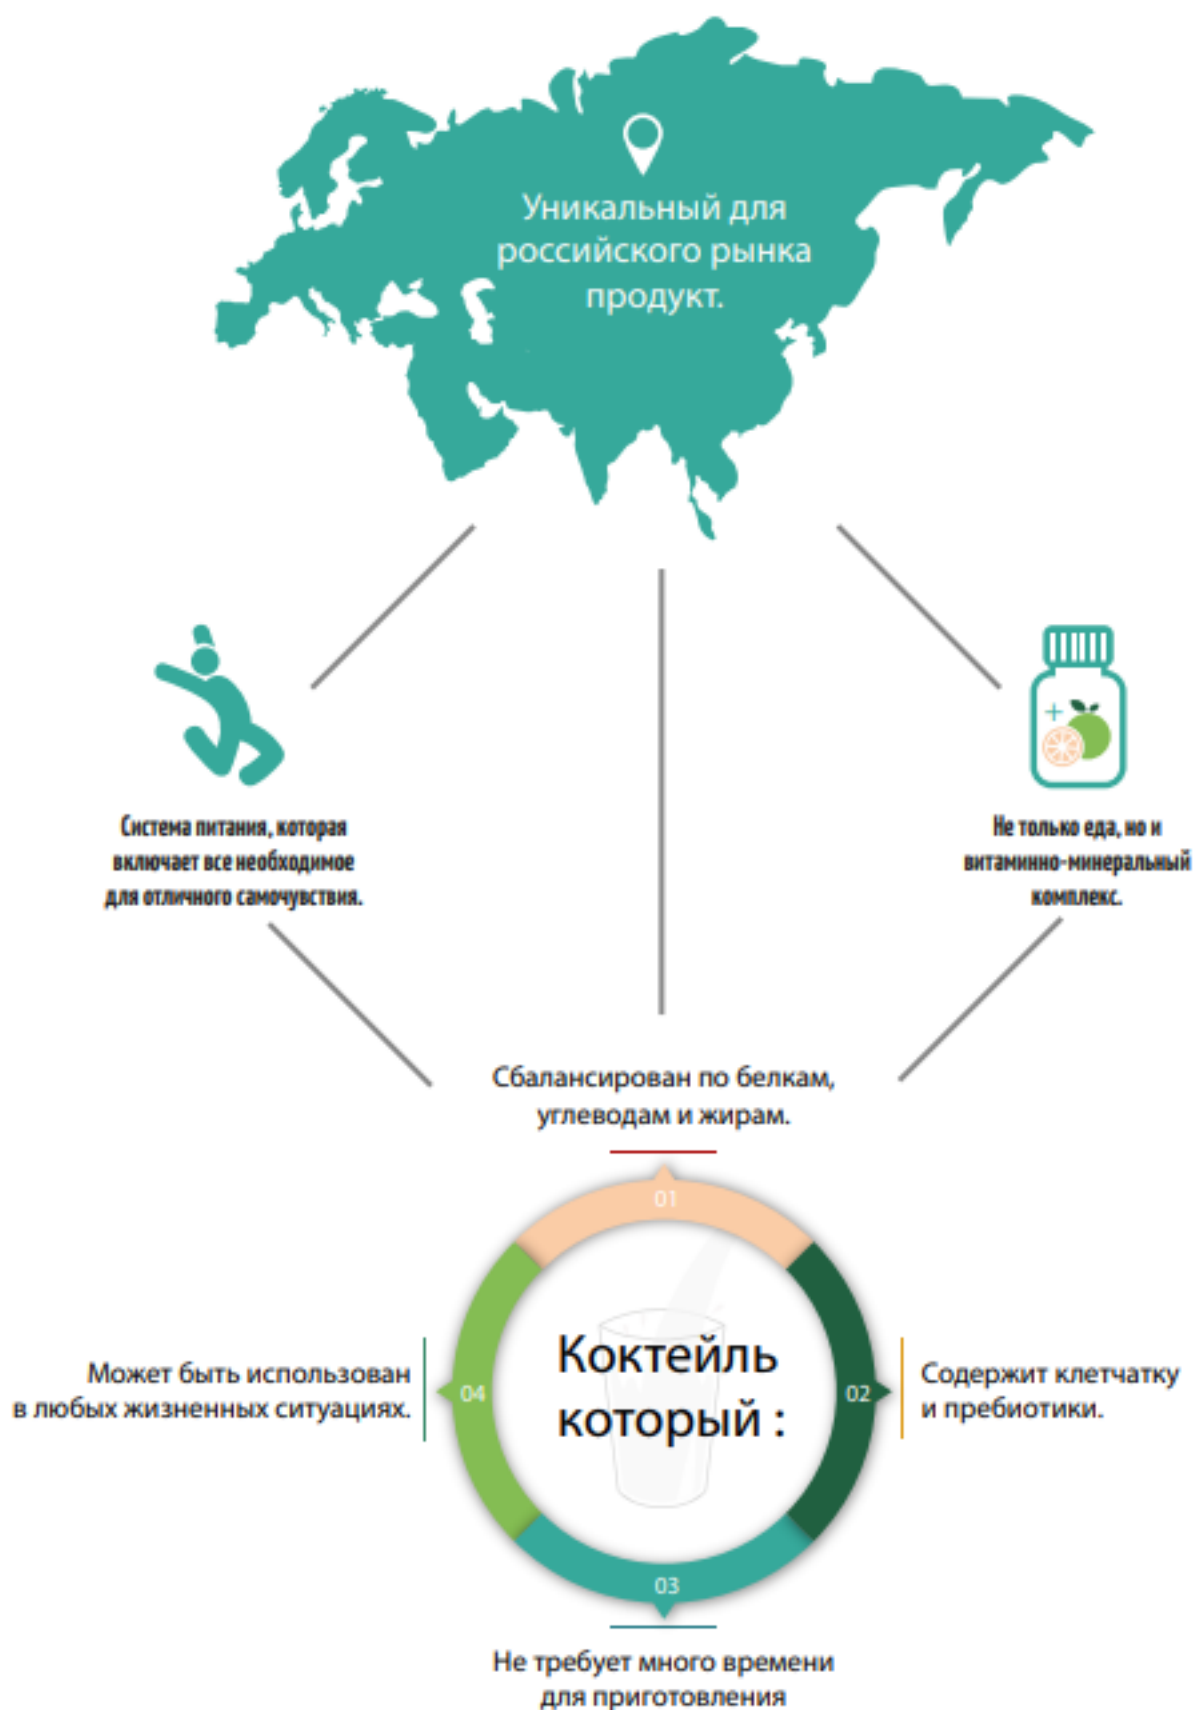 Уникальный для
российского рынка
продукт.
Система питания, которая
включает все необходимое
для отличного самочувствия.
Не только еда, но и
витаминно-минеральный
комплекс.
Сбалансирован по белкам,
углеводам и жирам.
01
Коктейль
который :
Может быть использован
в любых жизненных ситуациях.
04
02
Содержит клетчатку
и пребиотики.
03
Не требует много времени
для приготовления